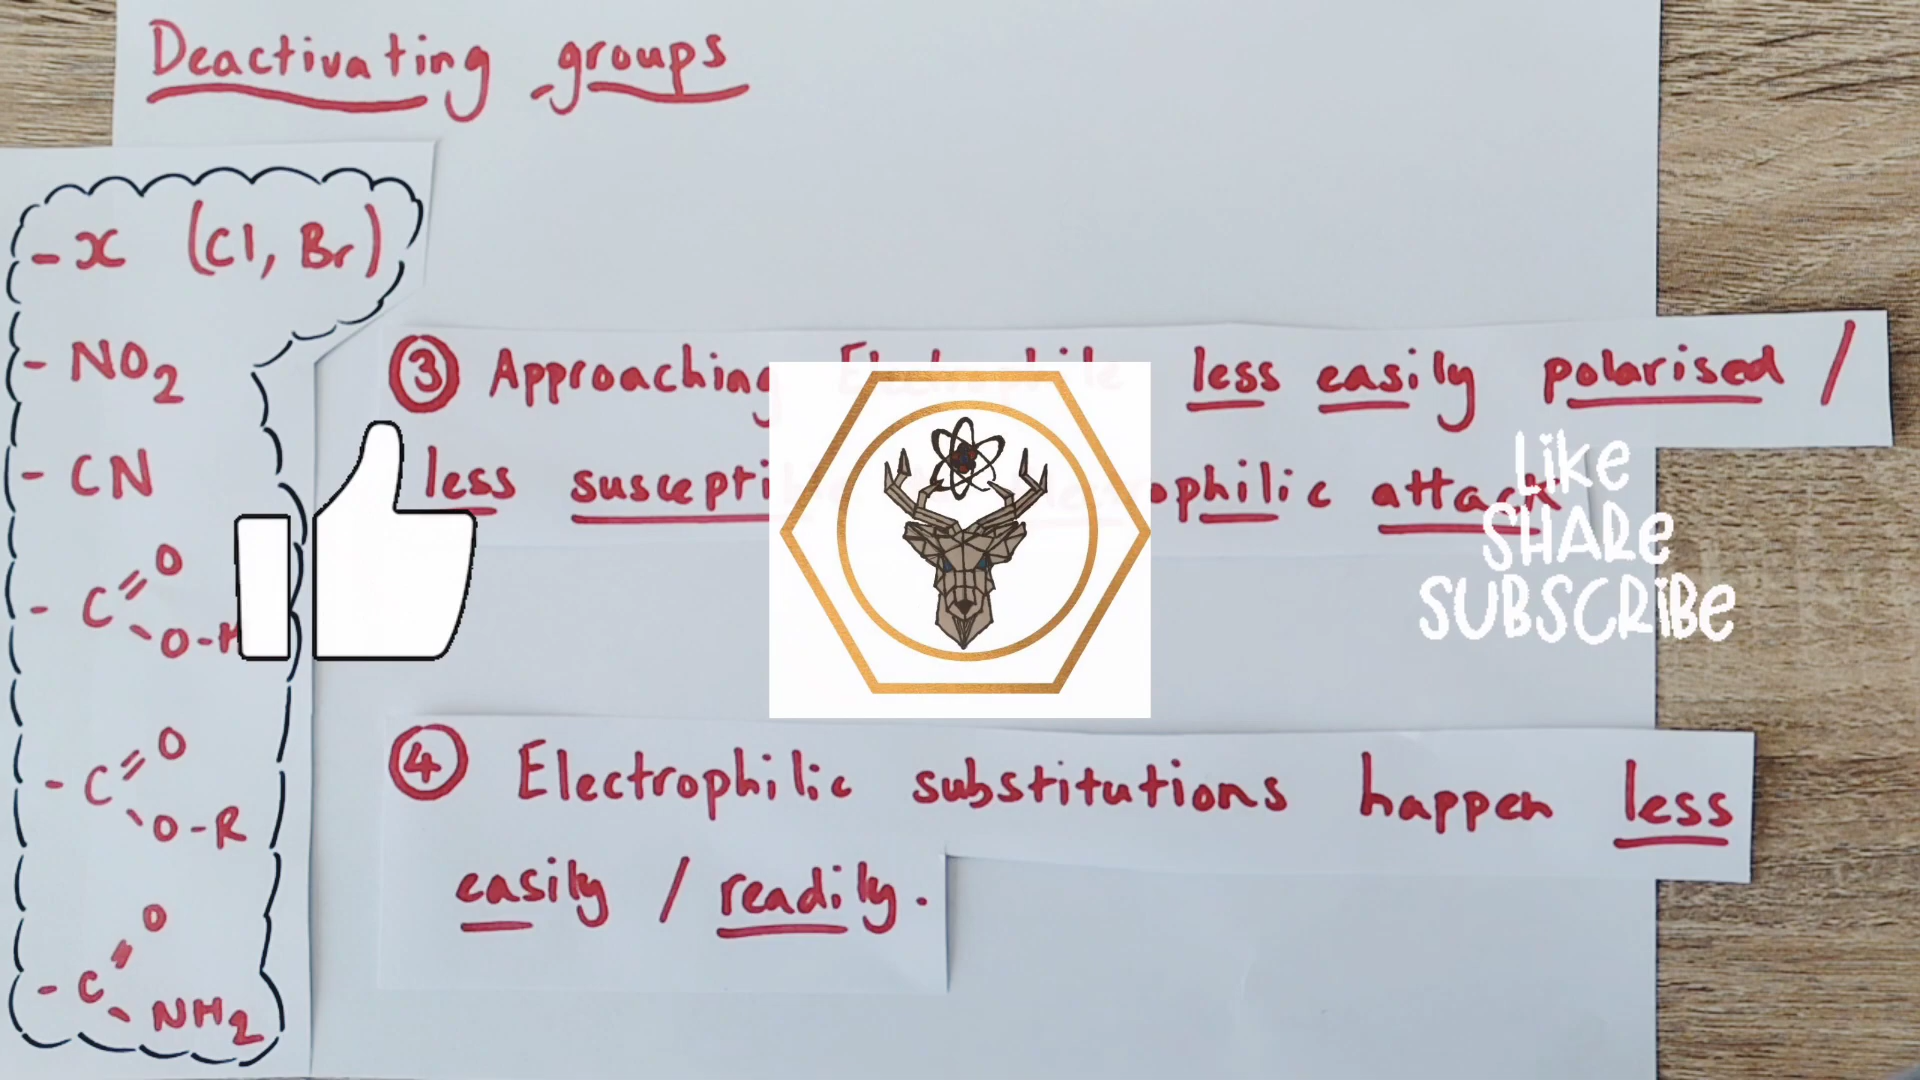 Deactivating groups
- X (Cl, Br)
- NO2
- CN
- C=O
-O-H
- C=O
-O-R
- C=O
-NH2
③ Approaching Electrophile less easily polarised /
less ophilic attack
④ Electrophilic substitutions happen less
easily / readily.
LIKE
SHARE
SUBSCRIBE